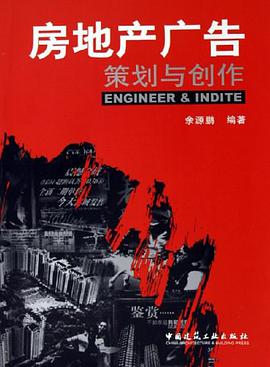 房地产广告
策划与创作
ENGINEER & INDITE
余源鹏 编著
鉴赏
中国建筑工业出版社
CHINA ARCHITECTURE & BUILDING PRESS